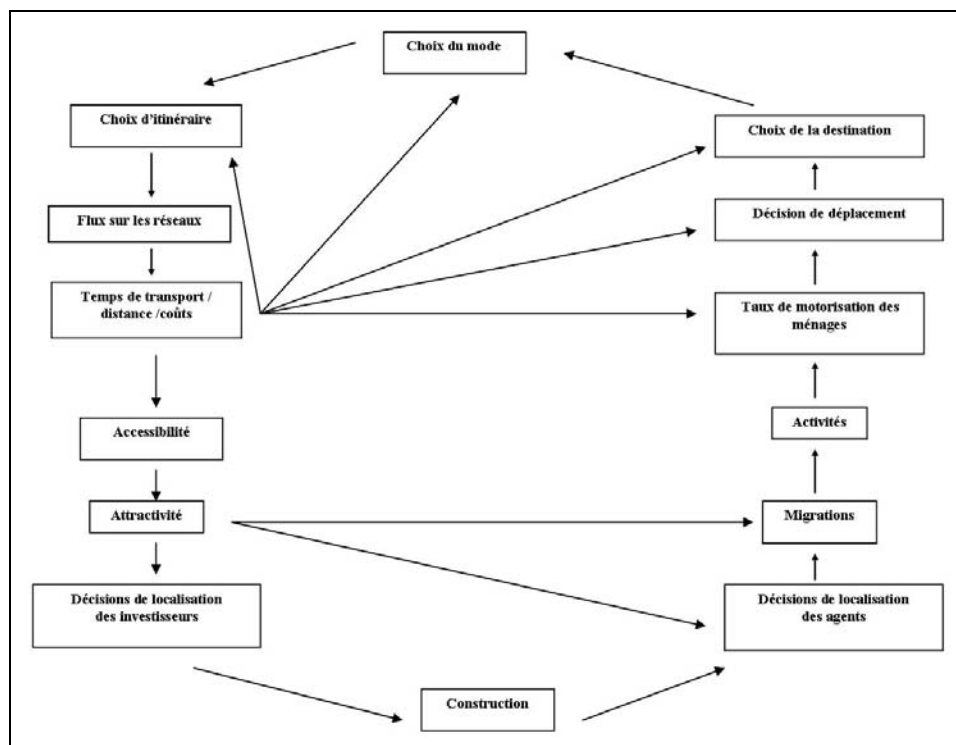 Choix du mode
Choix d'itinéraire
Choix de la destination
Flux sur les réseaux
Décision de déplacement
Temps de transport /
distance /coûts
Taux de motorisation des
ménages
Accessibilité
Activités
Attractivité
Migrations
Décisions de localisation
des investisseurs
Décisions de localisation
des agents
Construction